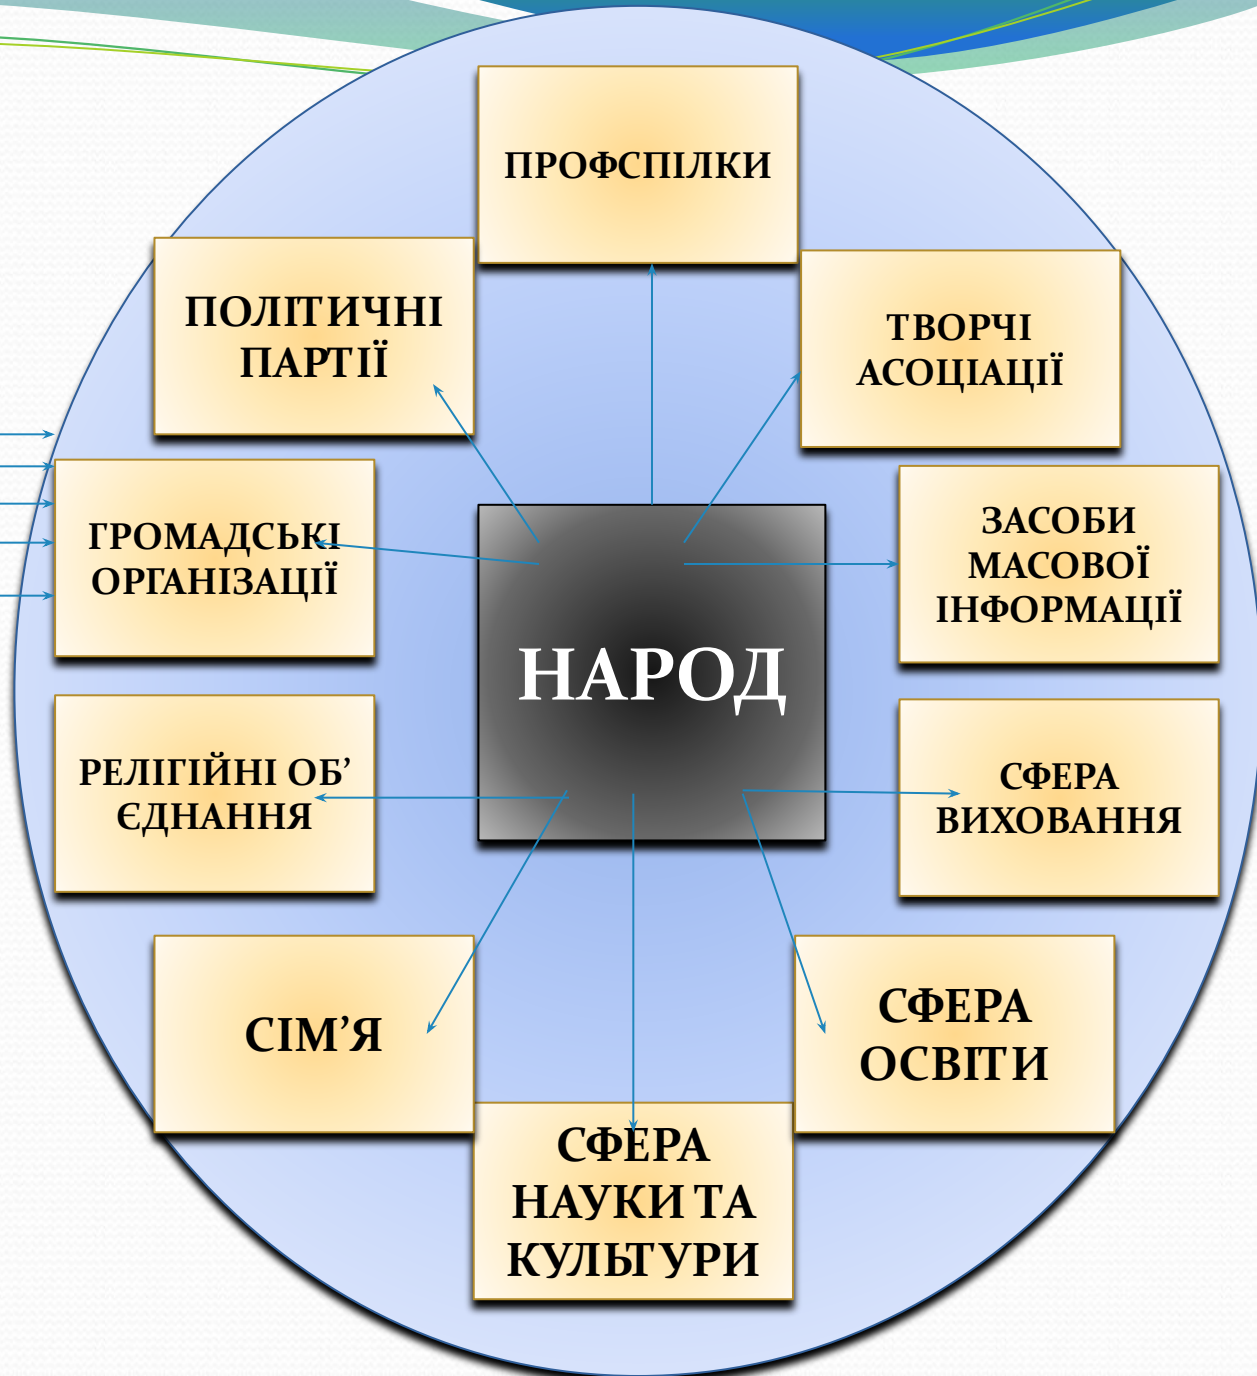 ПРОФСПІЛКИ
ПОЛІТИЧНІ
ПАРТІЇ
ТВОРЧІ
АСОЦІАЦІЇ
ГРОМАДСЬКІ
ОРГАНІЗАЦІЇ
ЗАСОБИ
МАСОВОЇ
ІНФОРМАЦІЇ
НАРОД
РЕЛІГІЙНІ ОБ’
ЄДНАННЯ
СФЕРА
ВИХОВАННЯ
СІМ’Я
СФЕРА
ОСВІТИ
СФЕРА
НАУКИ ТА
КУЛЬТУРИ